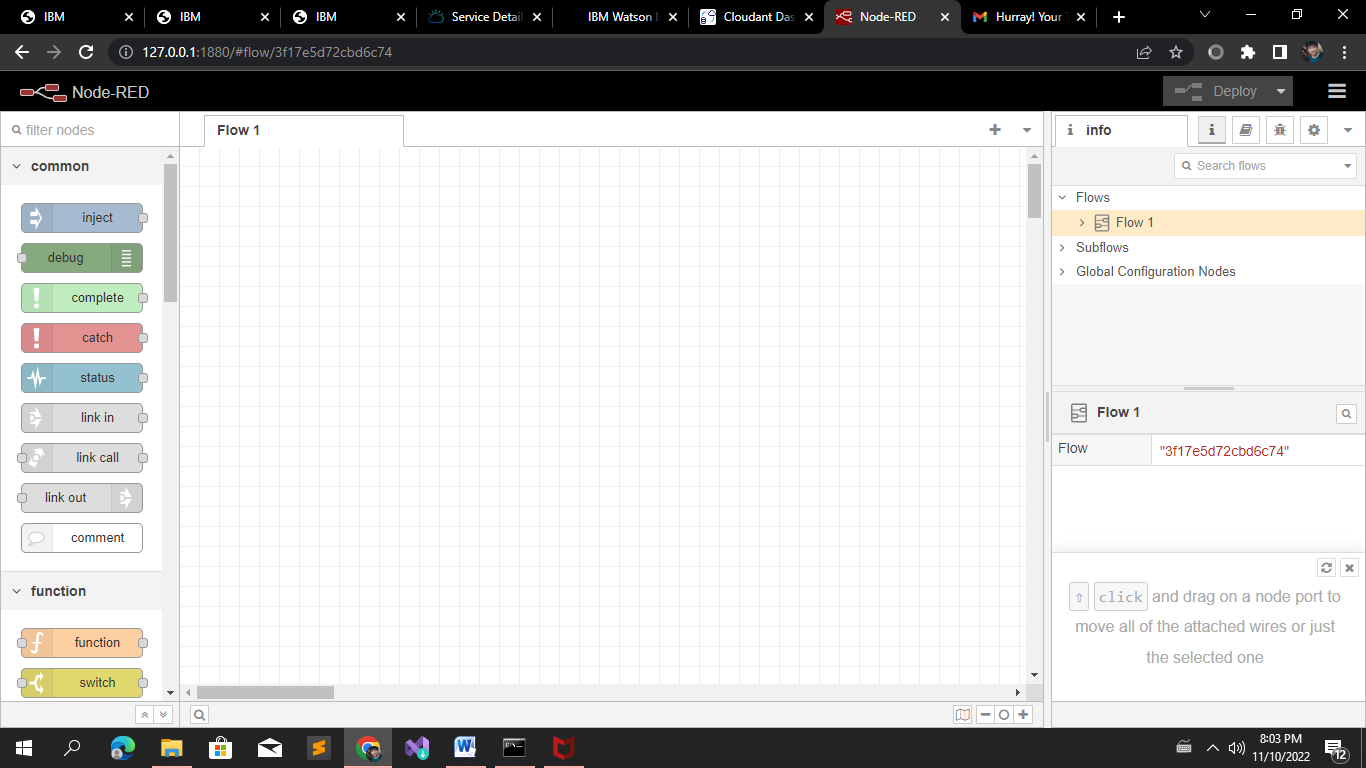 IBM
IBM
IBM
Service Detail
IBM Watson I
Cloudant Das
Node-RED
Hurray! Your T
127.0.0.1:1880/#flow/3f17e5d72cbd6c74
Node-RED
Deploy
filter nodes
Flow 1
i info
i
Search flows
common
inject
debug
complete
catch
status
link in
link call
link out
comment
function
function
switch
Flows
Flow 1
Subflows
Global Configuration Nodes
Flow 1
Flow "3f17e5d72cbd6c74"
⇧ click and drag on a node port to
move all of the attached wires or just
the selected one
8:03 PM
11/10/2022
12